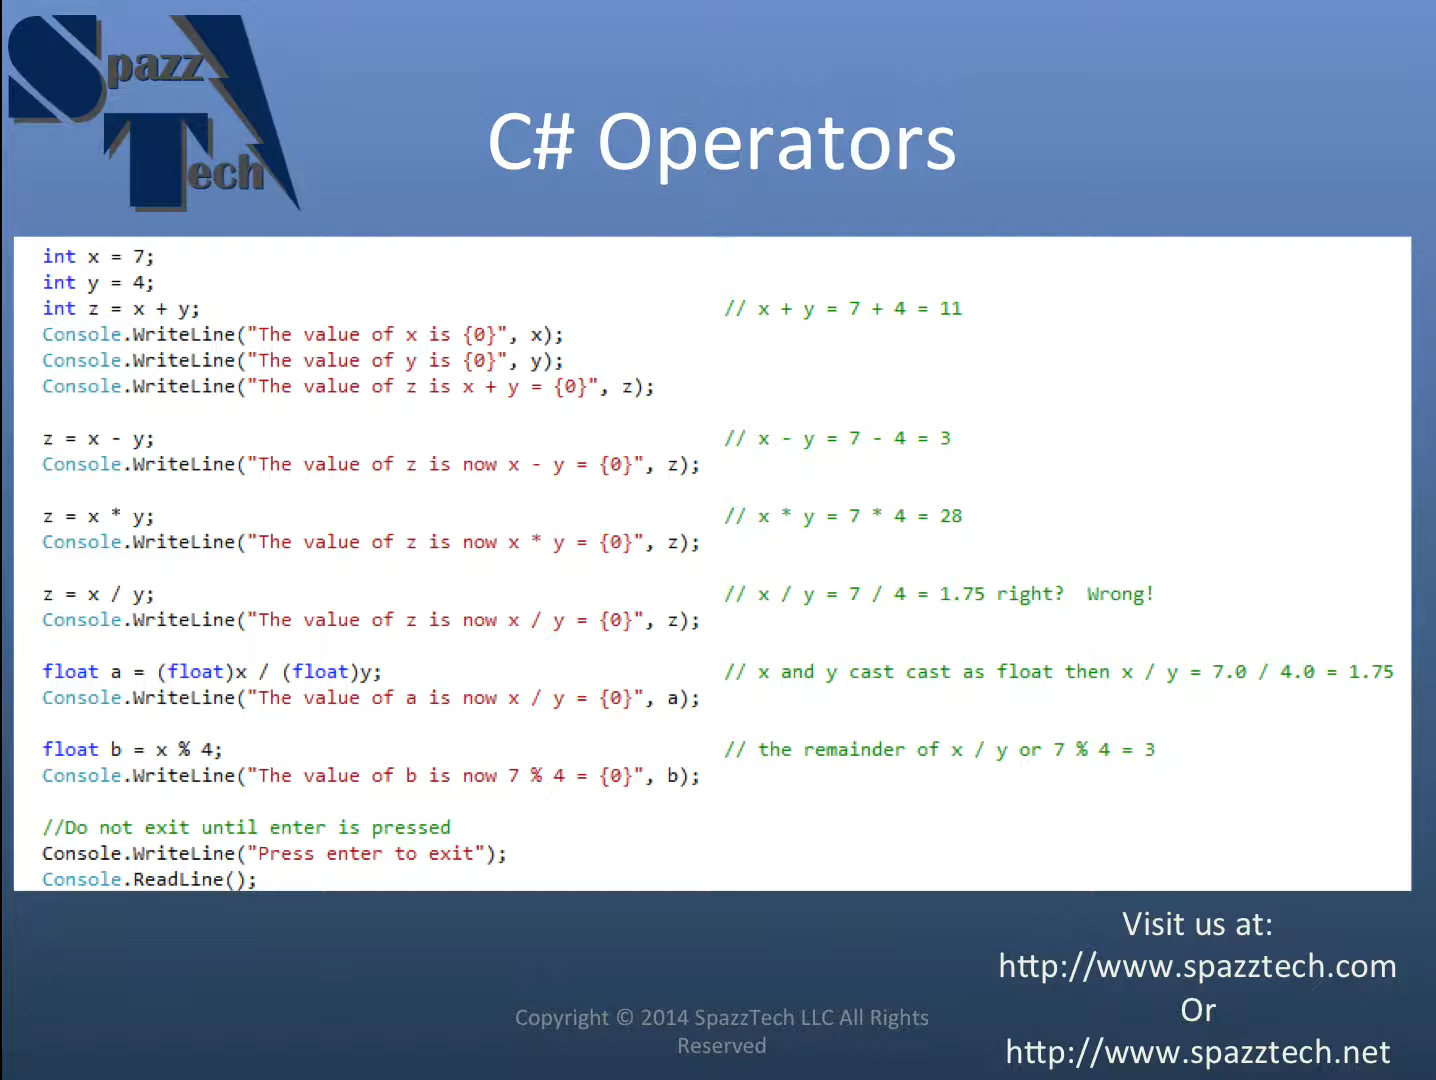 Spazz
Tech
C# Operators
int x = 7;
int y = 4;
int z = x + y; // x + y = 7 + 4 = 11
Console.WriteLine("The value of x is {0}", x);
Console.WriteLine("The value of y is {0}", y);
Console.WriteLine("The value of z is x + y = {0}", z);
z = x - y; // x - y = 7 - 4 = 3
Console.WriteLine("The value of z is now x - y = {0}", z);
z = x * y; // x * y = 7 * 4 = 28
Console.WriteLine("The value of z is now x * y = {0}", z);
z = x / y; // x / y = 7 / 4 = 1.75 right?  Wrong!
Console.WriteLine("The value of z is now x / y = {0}", z);
float a = (float)x / (float)y; // x and y cast cast as float then x / y = 7.0 / 4.0 = 1.75
Console.WriteLine("The value of a is now x / y = {0}", a);
float b = x % 4; // the remainder of x / y or 7 % 4 = 3
Console.WriteLine("The value of b is now 7 % 4 = {0}", b);
//Do not exit until enter is pressed
Console.WriteLine("Press enter to exit");
Console.ReadLine();
Visit us at:
http://www.spazztech.com
Or
http://www.spazztech.net
Copyright © 2014 SpazzTech LLC All Rights
Reserved